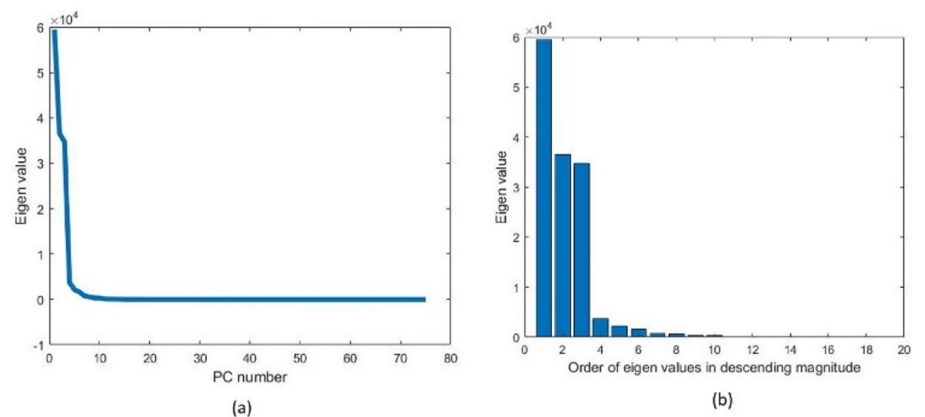 ×10⁴
6
5
4
3
2
1
0
-1
Eigen value
0 10 20 30 40 50 60 70 80
PC number
(a)
×10⁴
6
5
4
3
2
1
0
Eigen value
0 2 4 6 8 10 12 14 16 18 20
Order of eigen values in descending magnitude
(b)